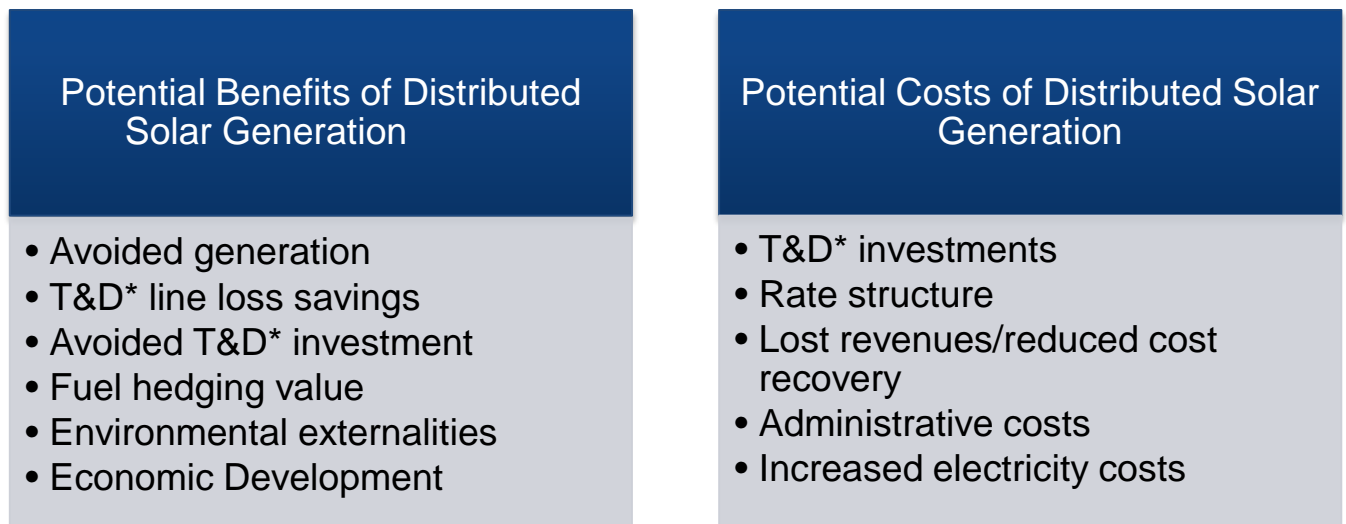 Potential Benefits of Distributed
Solar Generation
• Avoided generation
• T&D* line loss savings
• Avoided T&D* investment
• Fuel hedging value
• Environmental externalities
• Economic Development
Potential Costs of Distributed Solar
Generation
• T&D* investments
• Rate structure
• Lost revenues/reduced cost
recovery
• Administrative costs
• Increased electricity costs